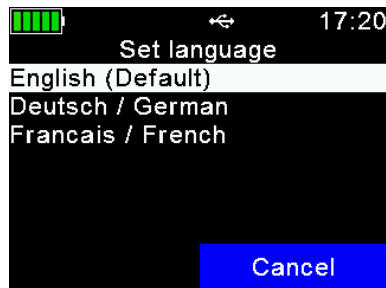 17:20
Set language
English (Default)
Deutsch / German
Francais / French
Cancel